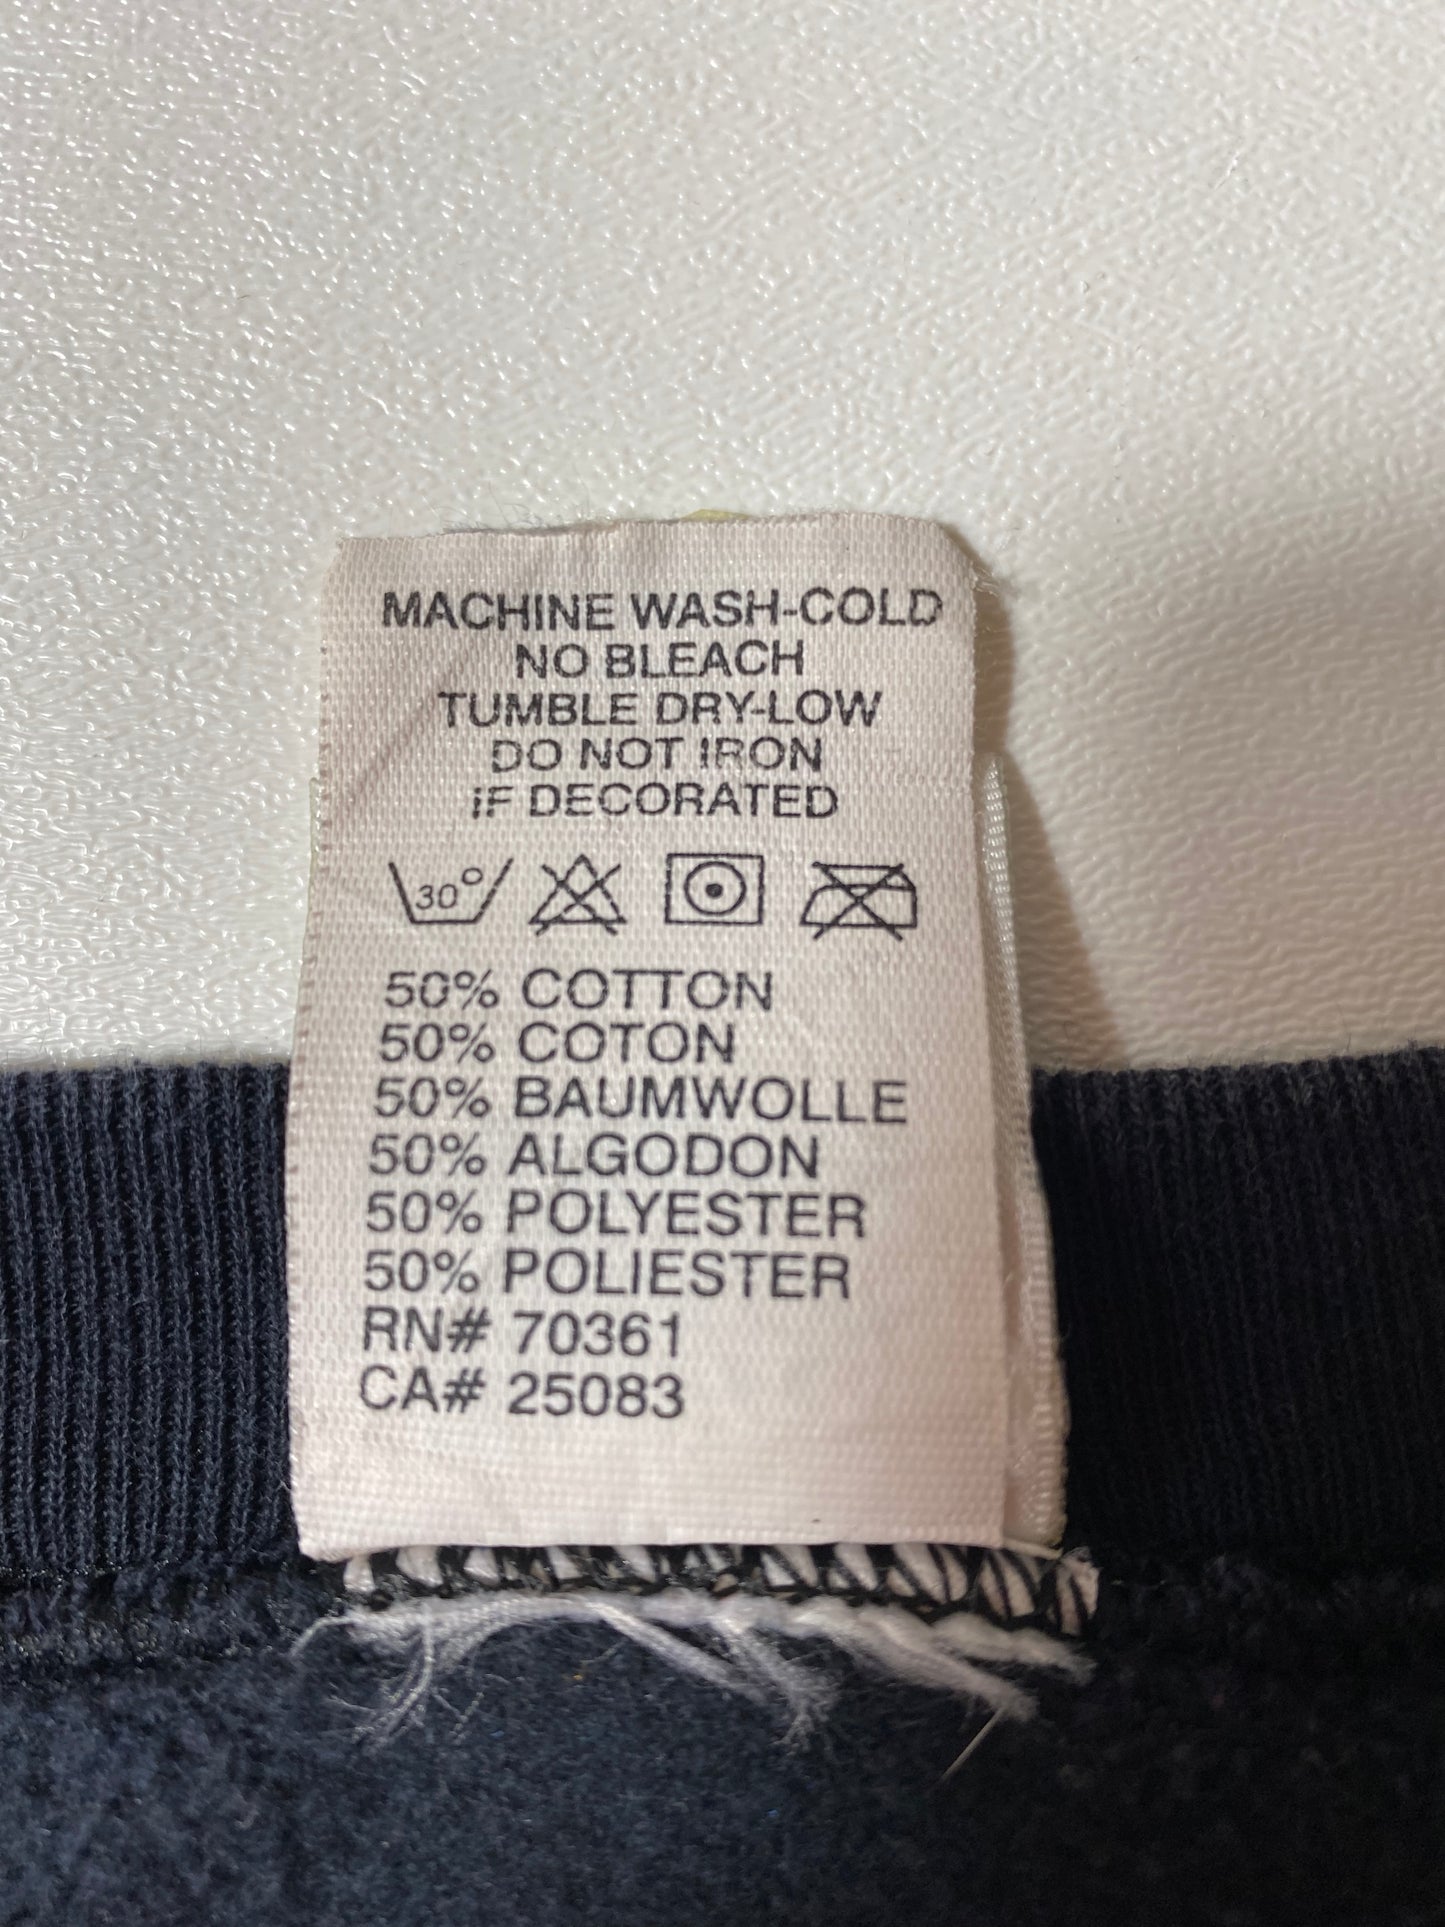 MACHINE WASH-COLD
NO BLEACH
TUMBLE DRY-LOW
DO NOT IRON
IF DECORATED
30°
50% COTTON
50% COTON
50% BAUMWOLLE
50% ALGODON
50% POLYESTER
50% POLIESTER
RN# 70361
CA# 25083